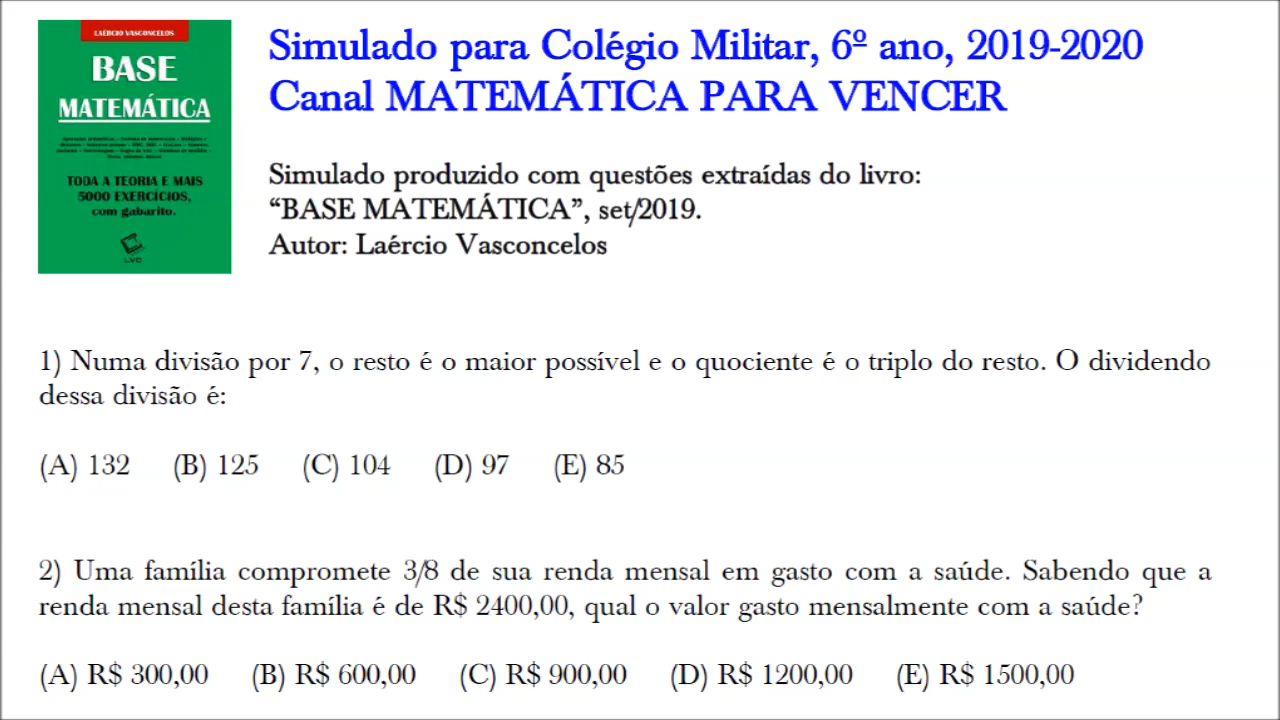 LAÉRCIO VASCONCELOS
BASE
MATEMÁTICA
TODA A TEORIA E MAIS
5000 EXERCÍCIOS,
com gabarito.
LVC
Simulado para Colégio Militar, 6º ano, 2019-2020
Canal MATEMÁTICA PARA VENCER
Simulado produzido com questões extraídas do livro:
“BASE MATEMÁTICA”, set/2019.
Autor: Laércio Vasconcelos
1) Numa divisão por 7, o resto é o maior possível e o quociente é o triplo do resto. O dividendo
dessa divisão é:
(A) 132 (B) 125 (C) 104 (D) 97 (E) 85
2) Uma família compromete 3/8 de sua renda mensal em gasto com a saúde. Sabendo que a
renda mensal desta família é de R$ 2400,00, qual o valor gasto mensalmente com a saúde?
(A) R$ 300,00 (B) R$ 600,00 (C) R$ 900,00 (D) R$ 1200,00 (E) R$ 1500,00